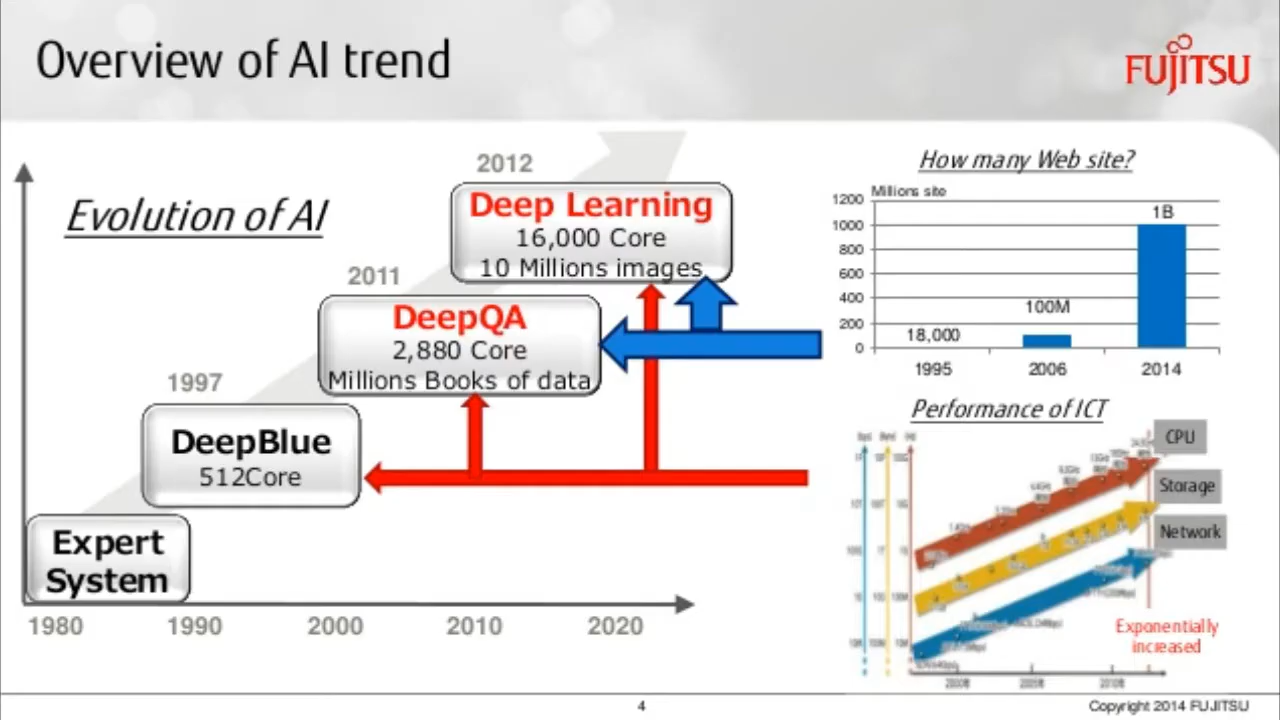 Overview of AI trend
FUJITSU
Evolution of AI
2012
Deep Learning
16,000 Core
10 Millions images
2011
DeepQA
2,880 Core
Millions Books of data
1997
DeepBlue
512Core
Expert
System
1980 1990 2000 2010 2020
How many Web site?
Millions site
1200
1000
800
600
400
200
0
18,000
100M
1B
1995 2006 2014
Performance of ICT
CPU
Storage
Network
Exponentially
increased
4
Copyright 2014 FUJITSU